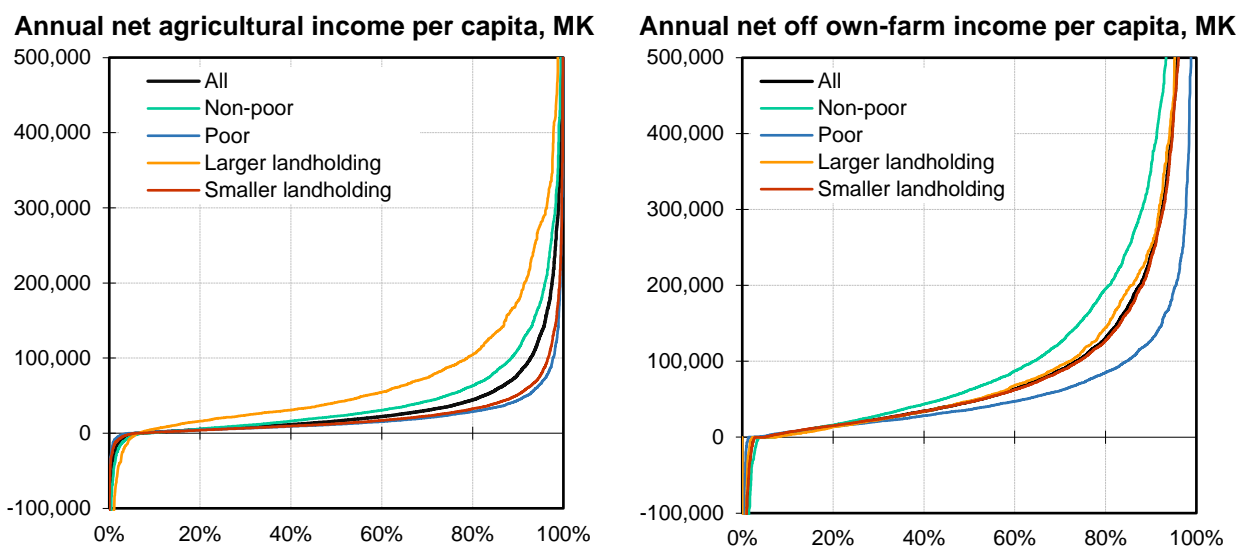 Annual net agricultural income per capita, MK
500,000
400,000
300,000
200,000
100,000
0
-100,000
All
Non-poor
Poor
Larger landholding
Smaller landholding
0%
20%
40%
60%
80%
100%
Annual net off own-farm income per capita, MK
500,000
400,000
300,000
200,000
100,000
0
-100,000
All
Non-poor
Poor
Larger landholding
Smaller landholding
0%
20%
40%
60%
80%
100%